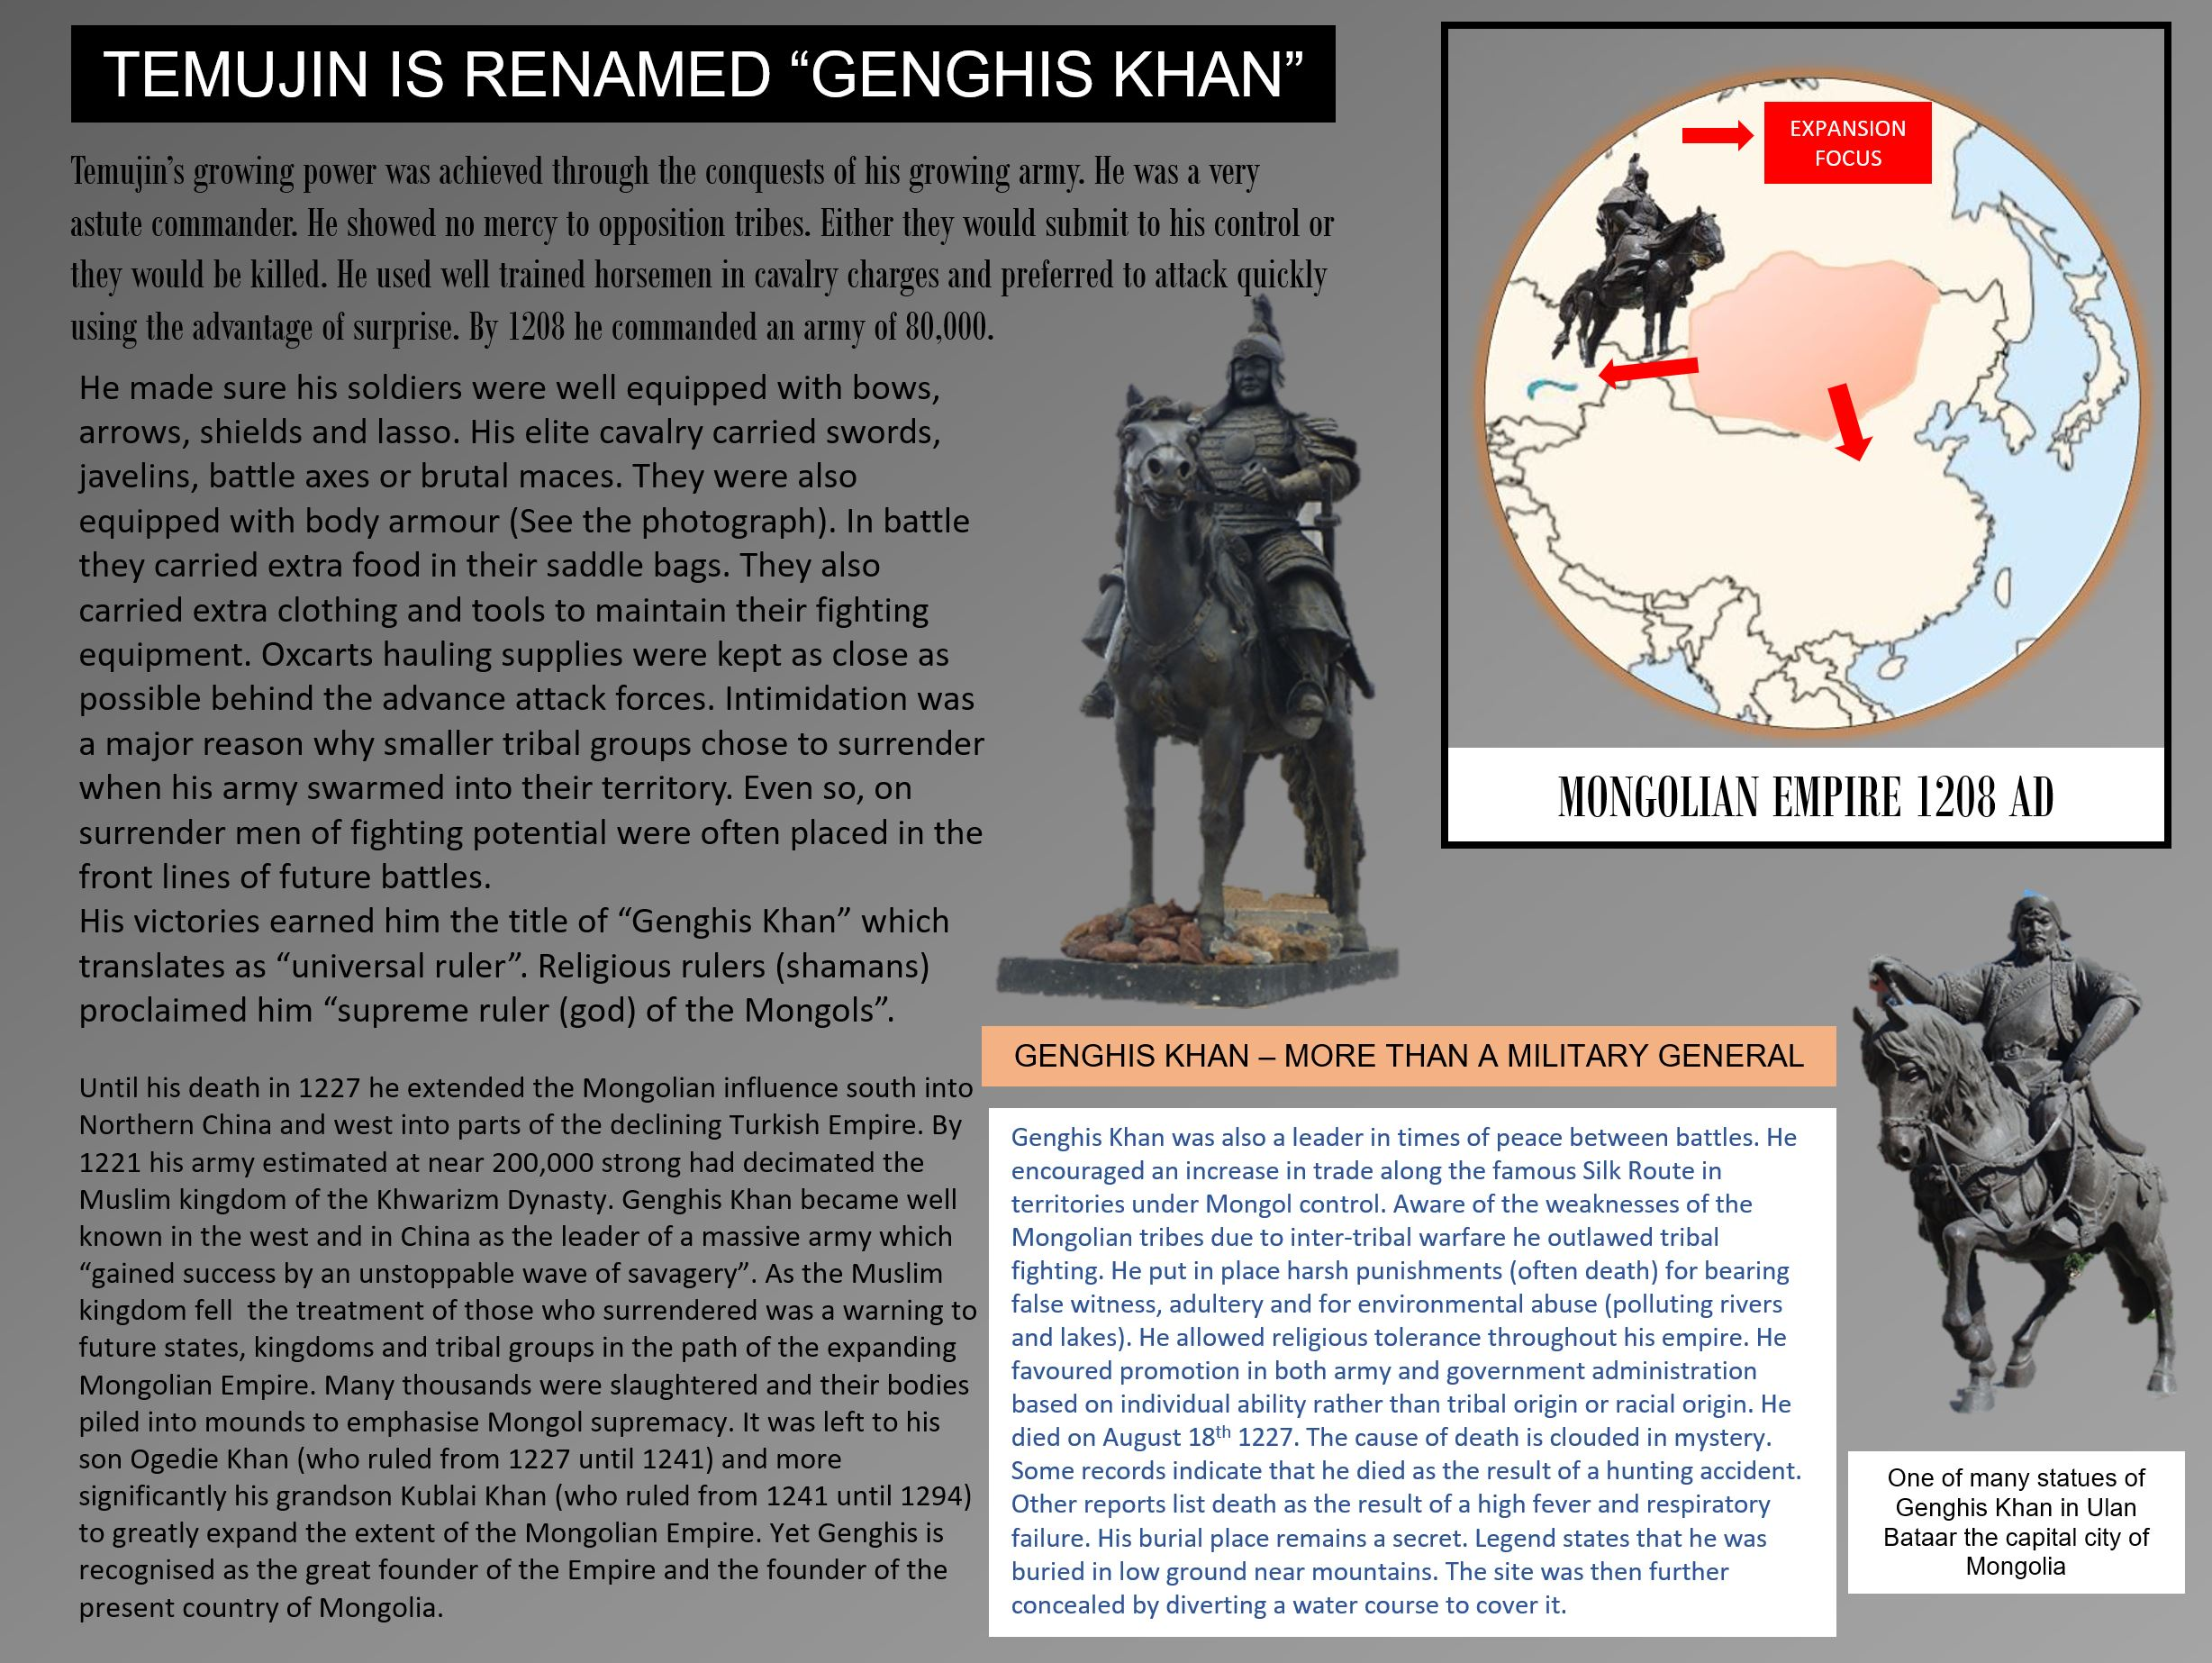 TEMUJIN IS RENAMED “GENGHIS KHAN”
Temujin’s growing power was achieved through the conquests of his growing army. He was a very
astute commander. He showed no mercy to opposition tribes. Either they would submit to his control or
they would be killed. He used well trained horsemen in cavalry charges and preferred to attack quickly
using the advantage of surprise. By 1208 he commanded an army of 80,000.
He made sure his soldiers were well equipped with bows,
arrows, shields and lasso. His elite cavalry carried swords,
javelins, battle axes or brutal maces. They were also
equipped with body armour (See the photograph). In battle
they carried extra food in their saddle bags. They also
carried extra clothing and tools to maintain their fighting
equipment. Oxcarts hauling supplies were kept as close as
possible behind the advance attack forces. Intimidation was
a major reason why smaller tribal groups chose to surrender
when his army swarmed into their territory. Even so, on
surrender men of fighting potential were often placed in the
front lines of future battles.
His victories earned him the title of “Genghis Khan” which
translates as “universal ruler”. Religious rulers (shamans)
proclaimed him “supreme ruler (god) of the Mongols”.
Until his death in 1227 he extended the Mongolian influence south into
Northern China and west into parts of the declining Turkish Empire. By
1221 his army estimated at near 200,000 strong had decimated the
Muslim kingdom of the Khwarizm Dynasty. Genghis Khan became well
known in the west and in China as the leader of a massive army which
“gained success by an unstoppable wave of savagery”. As the Muslim
kingdom fell  the treatment of those who surrendered was a warning to
future states, kingdoms and tribal groups in the path of the expanding
Mongolian Empire. Many thousands were slaughtered and their bodies
piled into mounds to emphasise Mongol supremacy. It was left to his
son Ogedie Khan (who ruled from 1227 until 1241) and more
significantly his grandson Kublai Khan (who ruled from 1241 until 1294)
to greatly expand the extent of the Mongolian Empire. Yet Genghis is
recognised as the great founder of the Empire and the founder of the
present country of Mongolia.
EXPANSION
FOCUS
MONGOLIAN EMPIRE 1208 AD
GENGHIS KHAN – MORE THAN A MILITARY GENERAL
Genghis Khan was also a leader in times of peace between battles. He
encouraged an increase in trade along the famous Silk Route in
territories under Mongol control. Aware of the weaknesses of the
Mongolian tribes due to inter-tribal warfare he outlawed tribal
fighting. He put in place harsh punishments (often death) for bearing
false witness, adultery and for environmental abuse (polluting rivers
and lakes). He allowed religious tolerance throughout his empire. He
favoured promotion in both army and government administration
based on individual ability rather than tribal origin or racial origin. He
died on August 18th 1227. The cause of death is clouded in mystery.
Some records indicate that he died as the result of a hunting accident.
Other reports list death as the result of a high fever and respiratory
failure. His burial place remains a secret. Legend states that he was
buried in low ground near mountains. The site was then further
concealed by diverting a water course to cover it.
One of many statues of
Genghis Khan in Ulan
Bataar the capital city of
Mongolia